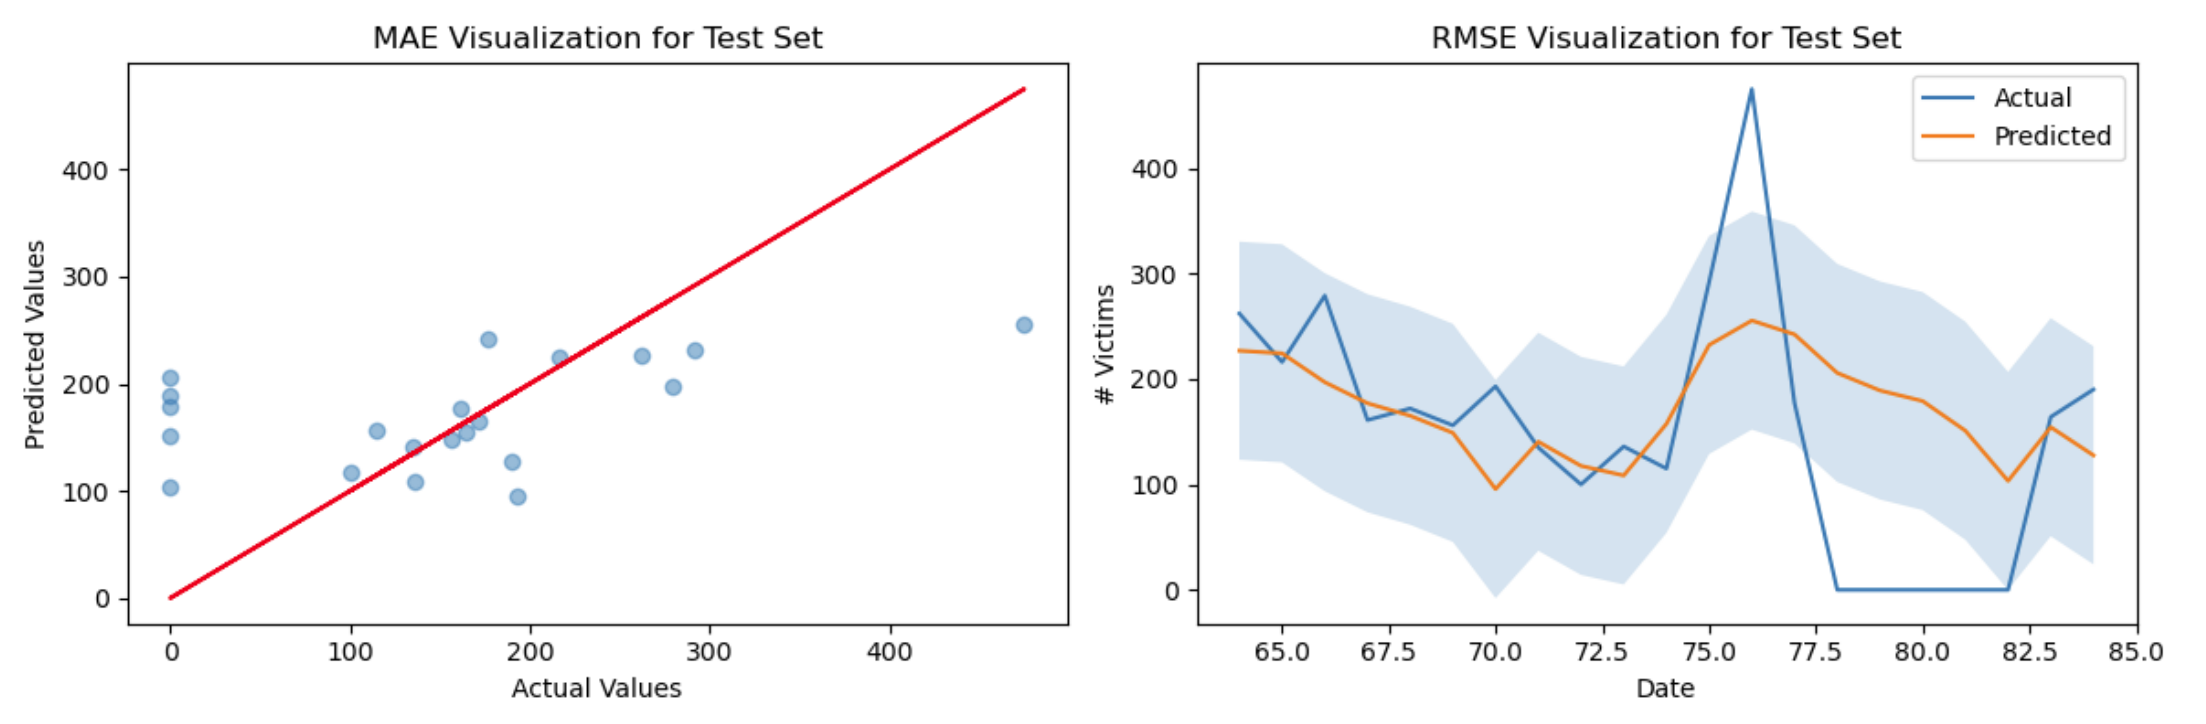 MAE Visualization for Test Set
Predicted Values
400
300
200
100
0
0 100 200 300 400
Actual Values
RMSE Visualization for Test Set
Actual
Predicted
# Victims
400
300
200
100
0
65.0 67.5 70.0 72.5 75.0 77.5 80.0 82.5 85.0
Date